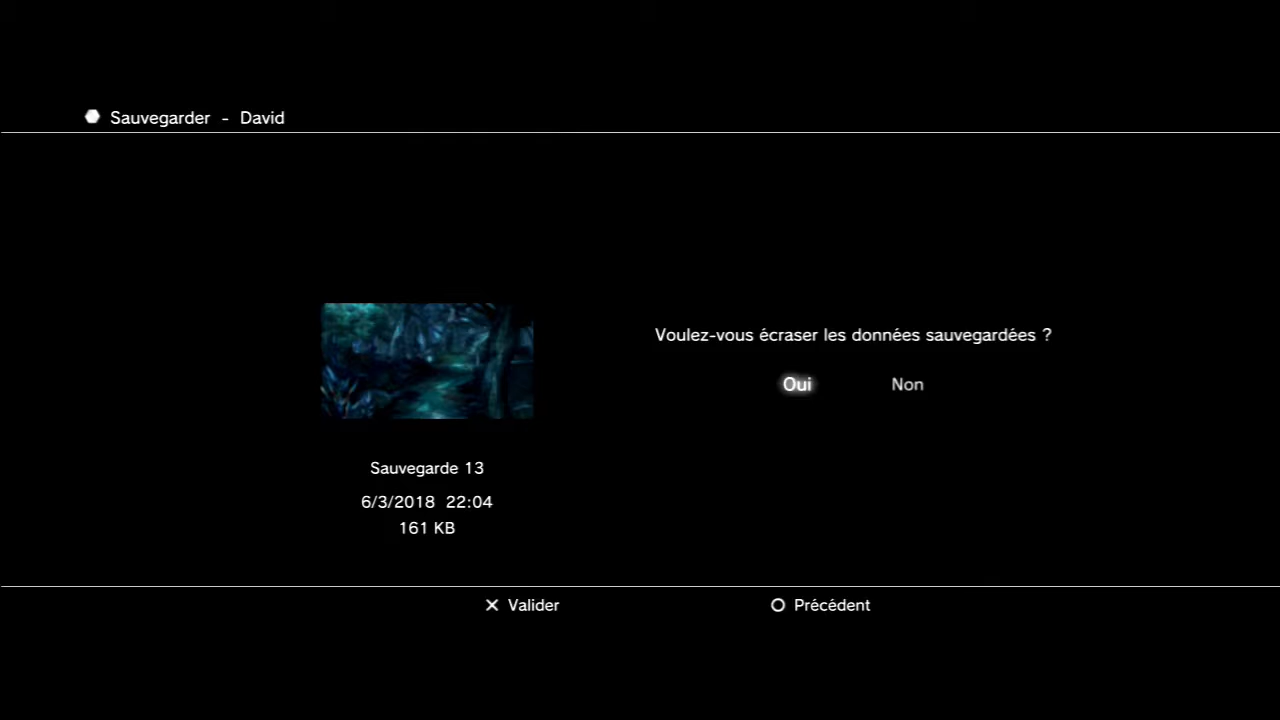 Sauvegarder - David
Voulez-vous écraser les données sauvegardées ?
Oui Non
Sauvegarde 13
6/3/2018 22:04
161 KB
Valider Précédent